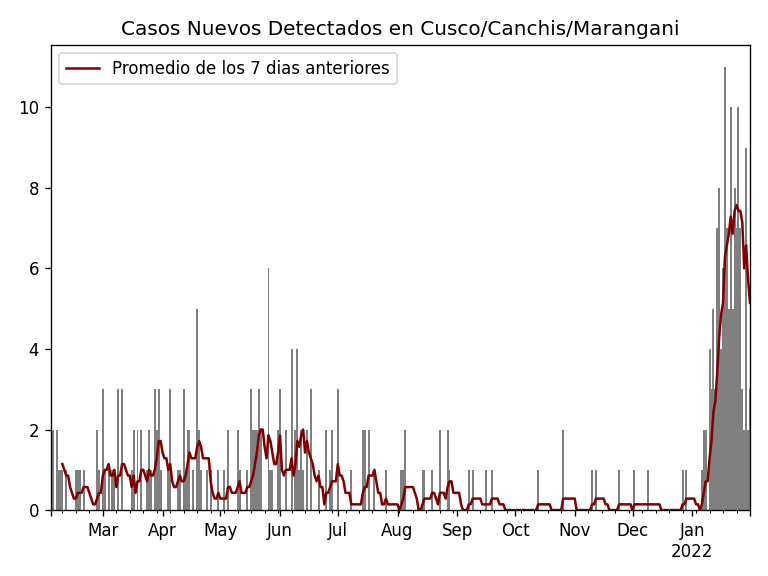 Casos Nuevos Detectados en Cusco/Canchis/Marangani
Promedio de los 7 dias anteriores
10
8
6
4
2
0
Mar Apr May Jun Jul Aug Sep Oct Nov Dec Jan
2022